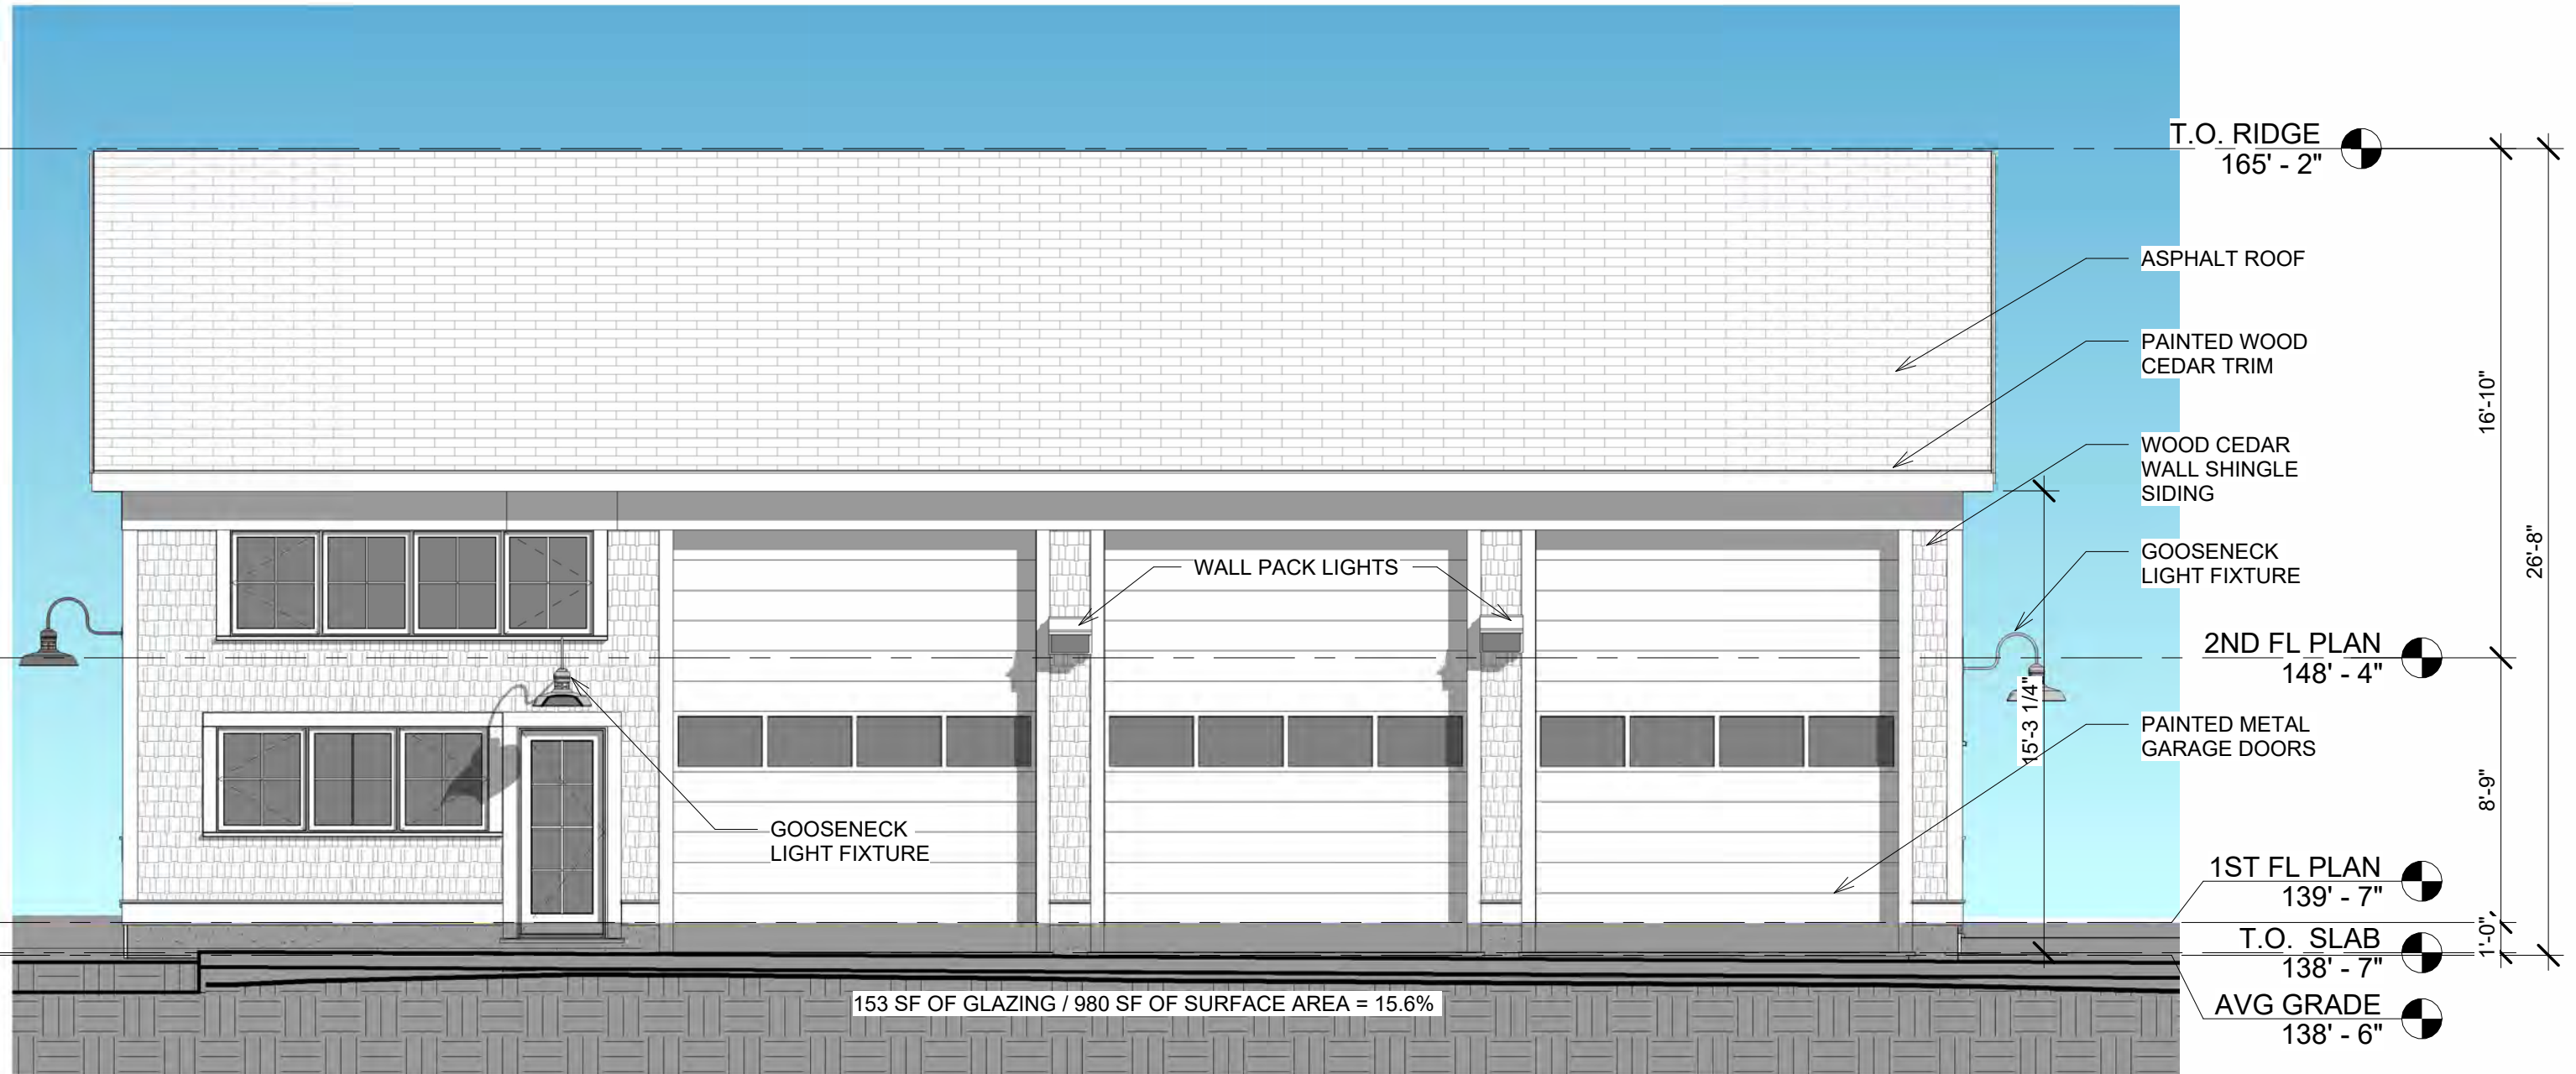 T.O. RIDGE
165' - 2"
ASPHALT ROOF
PAINTED WOOD
CEDAR TRIM
16'-10"
WOOD CEDAR
WALL SHINGLE
SIDING
26'-8"
WALL PACK LIGHTS
GOOSENECK
LIGHT FIXTURE
2ND FL PLAN
148' - 4"
15'-3 1/4"
PAINTED METAL
GARAGE DOORS
8'-9"
GOOSENECK
LIGHT FIXTURE
1ST FL PLAN
139' - 7"
1'-0"
T.O. SLAB
138' - 7"
153 SF OF GLAZING / 980 SF OF SURFACE AREA = 15.6%
AVG GRADE
138' - 6"